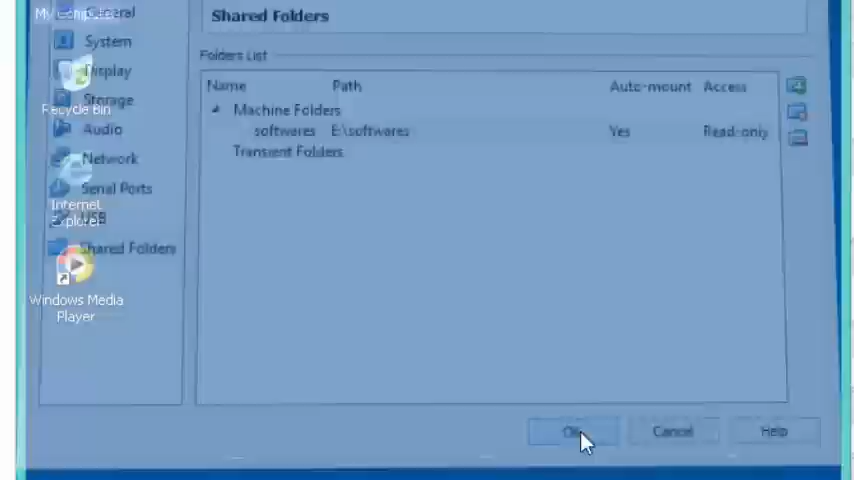 My Computer
General
Shared Folders
System
Folders List
Display
Name Path Auto-mount Access
Storage
Recycle Bin
Machine Folders
Audio
softwares E:\softwares Yes Read-only
Transient Folders
Network
Serial Ports
Internet
Explorer
USB
Shared Folders
Windows Media
Player
OK Cancel Help